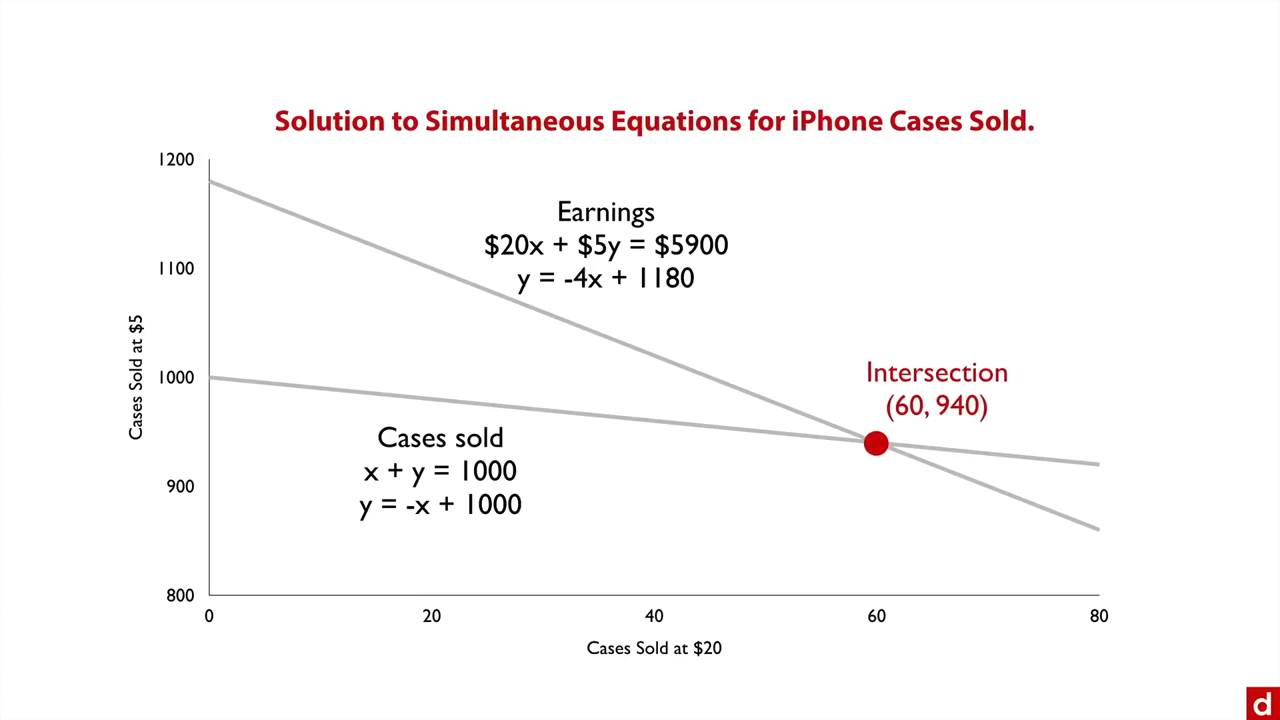 Solution to Simultaneous Equations for iPhone Cases Sold.
1200
1100
1000
900
800
Cases Sold at $5
Earnings
$20x + $5y = $5900
y = -4x + 1180
Intersection
(60, 940)
Cases sold
x + y = 1000
y = -x + 1000
0 20 40 60 80
Cases Sold at $20
d